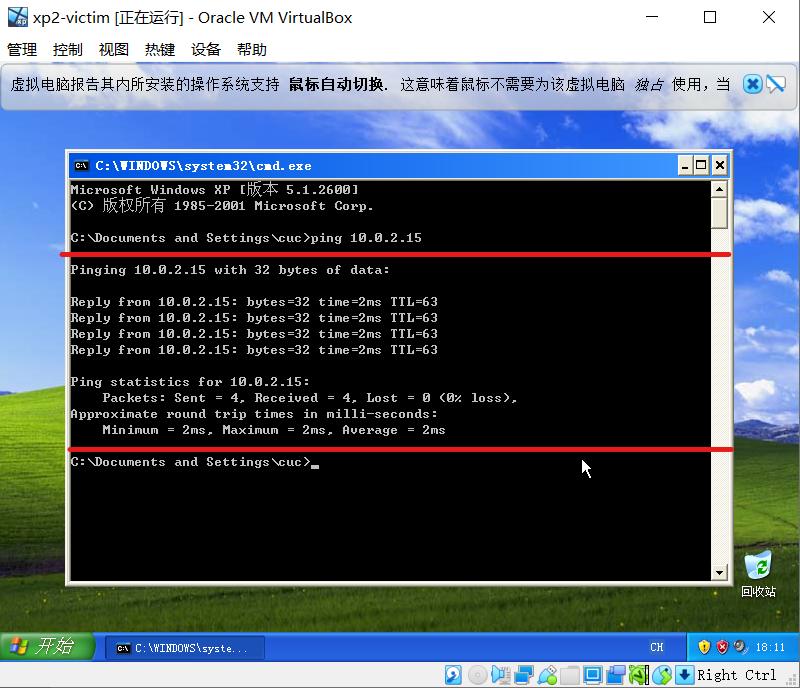 xp2-victim [正在运行] - Oracle VM VirtualBox
管理 控制 视图 热键 设备 帮助
虚拟电脑报告其内所安装的操作系统支持 鼠标自动切换. 这意味着鼠标不需要为该虚拟电脑 独占 使用，当
C:\WINDOWS\system32\cmd.exe
Microsoft Windows XP [版本 5.1.2600]
(C) 版权所有 1985-2001 Microsoft Corp.
C:\Documents and Settings\cuc>ping 10.0.2.15
Pinging 10.0.2.15 with 32 bytes of data:
Reply from 10.0.2.15: bytes=32 time=2ms TTL=63
Reply from 10.0.2.15: bytes=32 time=2ms TTL=63
Reply from 10.0.2.15: bytes=32 time=2ms TTL=63
Reply from 10.0.2.15: bytes=32 time=2ms TTL=63
Ping statistics for 10.0.2.15:
Packets: Sent = 4, Received = 4, Lost = 0 (0% loss),
Approximate round trip times in milli-seconds:
Minimum = 2ms, Maximum = 2ms, Average = 2ms
C:\Documents and Settings\cuc>_
回收站
开始 C:\WINDOWS\syste... CH 18:11
Right Ctrl